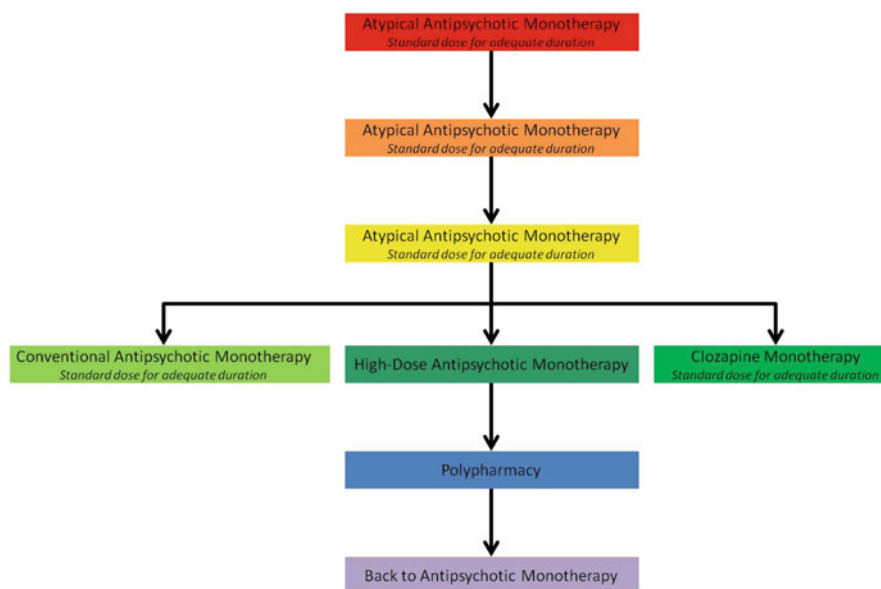 Atypical Antipsychotic Monotherapy
Standard dose for adequate duration
Atypical Antipsychotic Monotherapy
Standard dose for adequate duration
Atypical Antipsychotic Monotherapy
Standard dose for adequate duration
Conventional Antipsychotic Monotherapy
Standard dose for adequate duration
High-Dose Antipsychotic Monotherapy
Clozapine Monotherapy
Standard dose for adequate duration
Polypharmacy
Back to Antipsychotic Monotherapy